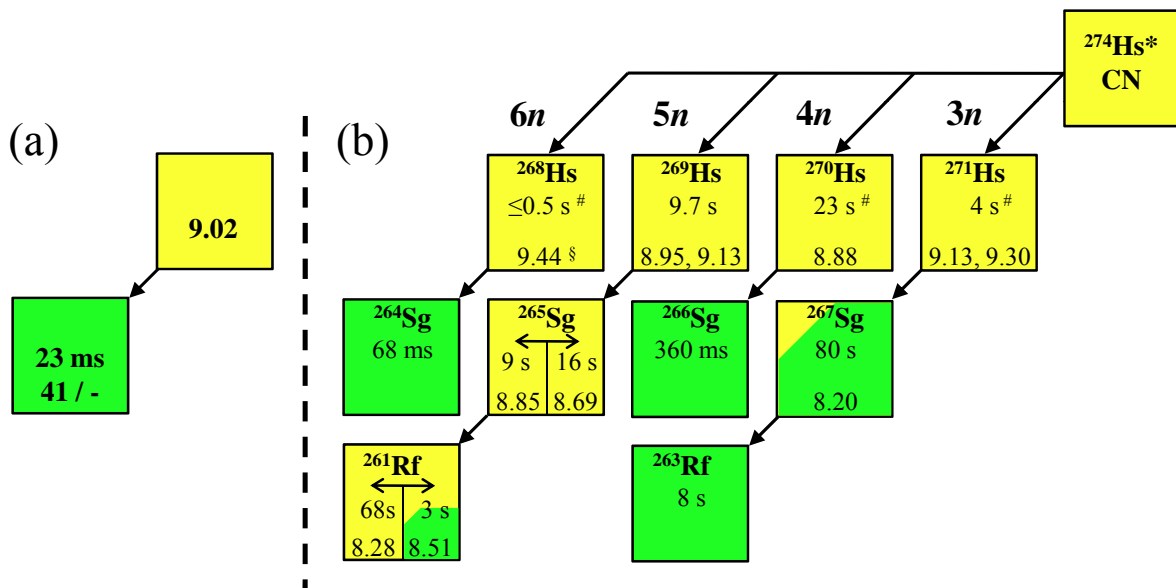 (a)
9.02
23 ms
41 / -
(b)
²⁷⁴Hs*
CN
6n
5n
4n
3n
²⁶⁸Hs
≤0.5 s #
9.44 §
²⁶⁹Hs
9.7 s
8.95, 9.13
²⁷⁰Hs
23 s #
8.88
²⁷¹Hs
4 s #
9.13, 9.30
²⁶⁴Sg
68 ms
²⁶⁵Sg
9 s 16 s
8.85 8.69
²⁶⁶Sg
360 ms
²⁶⁷Sg
80 s
8.20
²⁶¹Rf
68s 3 s
8.28 8.51
²⁶³Rf
8 s